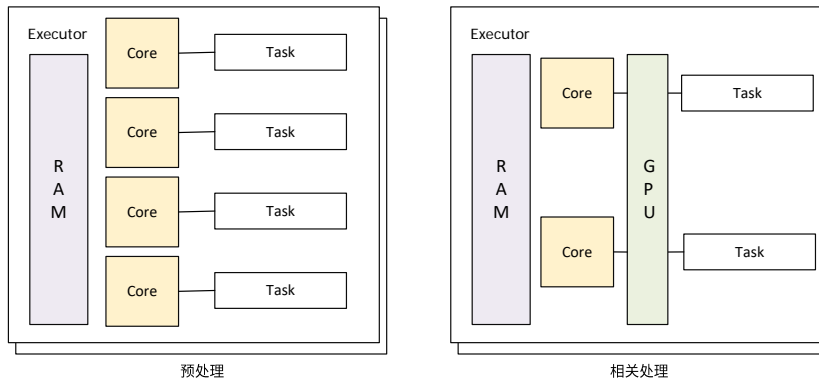 Executor
Core
Task
Core
Task
R
A
M
Core
Task
Core
Task
预处理
Executor
Core
Task
R
A
M
G
P
U
Core
Task
相关处理